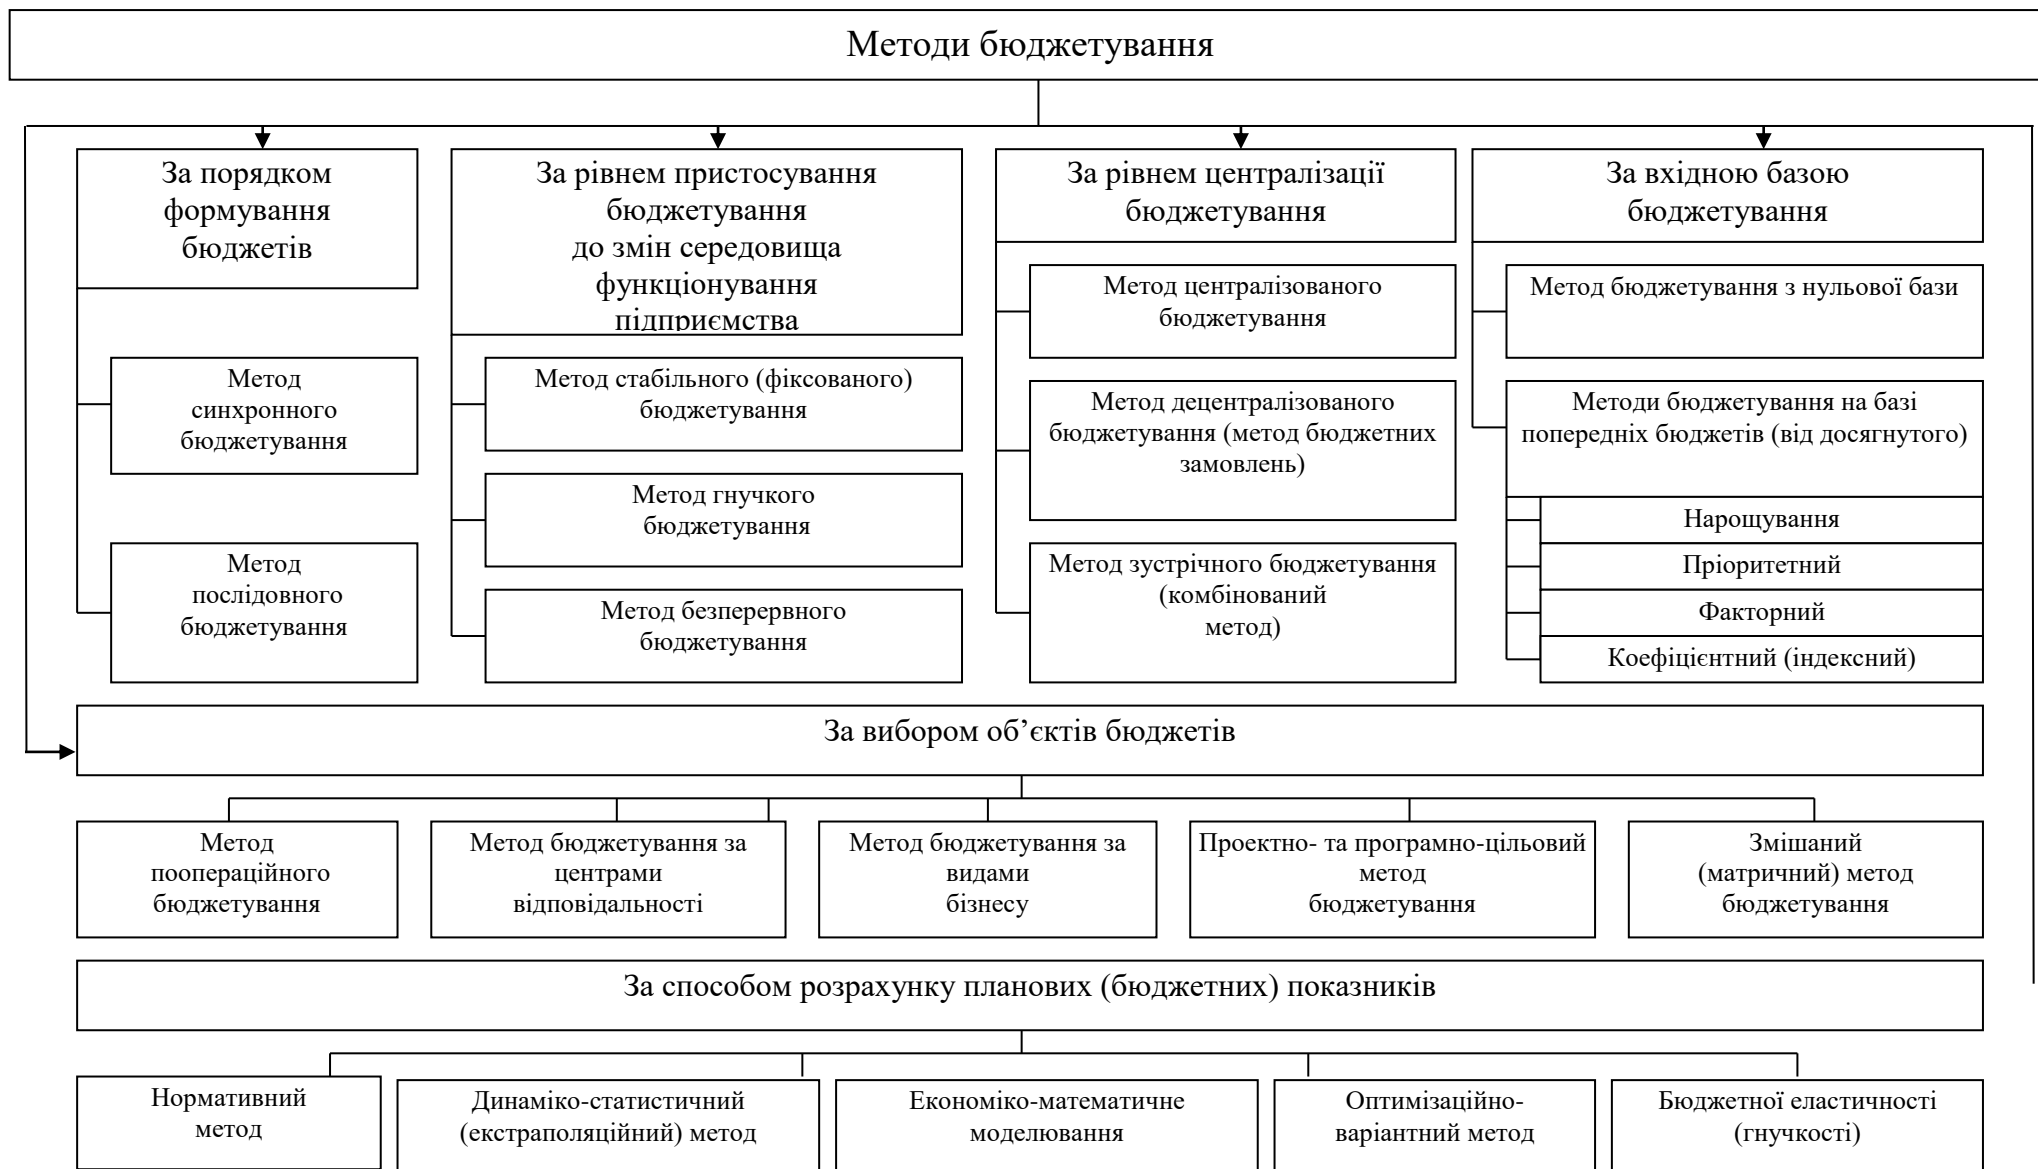 Методи бюджетування
За порядком
формування
бюджетів
Метод
синхронного
бюджетування
Метод
послідовного
бюджетування
За рівнем пристосування
бюджетування
до змін середовища
функціонування
підприємства
Метод стабільного (фіксованого)
бюджетування
Метод гнучкого
бюджетування
Метод безперервного
бюджетування
За рівнем централізації
бюджетування
Метод централізованого
бюджетування
Метод децентралізованого
бюджетування (метод бюджетних
замовлень)
Метод зустрічного бюджетування
(комбінований
метод)
За вхідною базою
бюджетування
Метод бюджетування з нульової бази
Методи бюджетування на базі
попередніх бюджетів (від досягнутого)
Нарощування
Пріоритетний
Факторний
Коефіцієнтний (індексний)
За вибором об’єктів бюджетів
Метод
поопераційного
бюджетування
Метод бюджетування за
центрами
відповідальності
Метод бюджетування за
видами
бізнесу
Проектно- та програмно-цільовий
метод
бюджетування
Змішаний
(матричний) метод
бюджетування
За способом розрахунку планових (бюджетних) показників
Нормативний
метод
Динаміко-статистичний
(екстраполяційний) метод
Економіко-математичне
моделювання
Оптимізаційно-
варіантний метод
Бюджетної еластичності
(гнучкості)